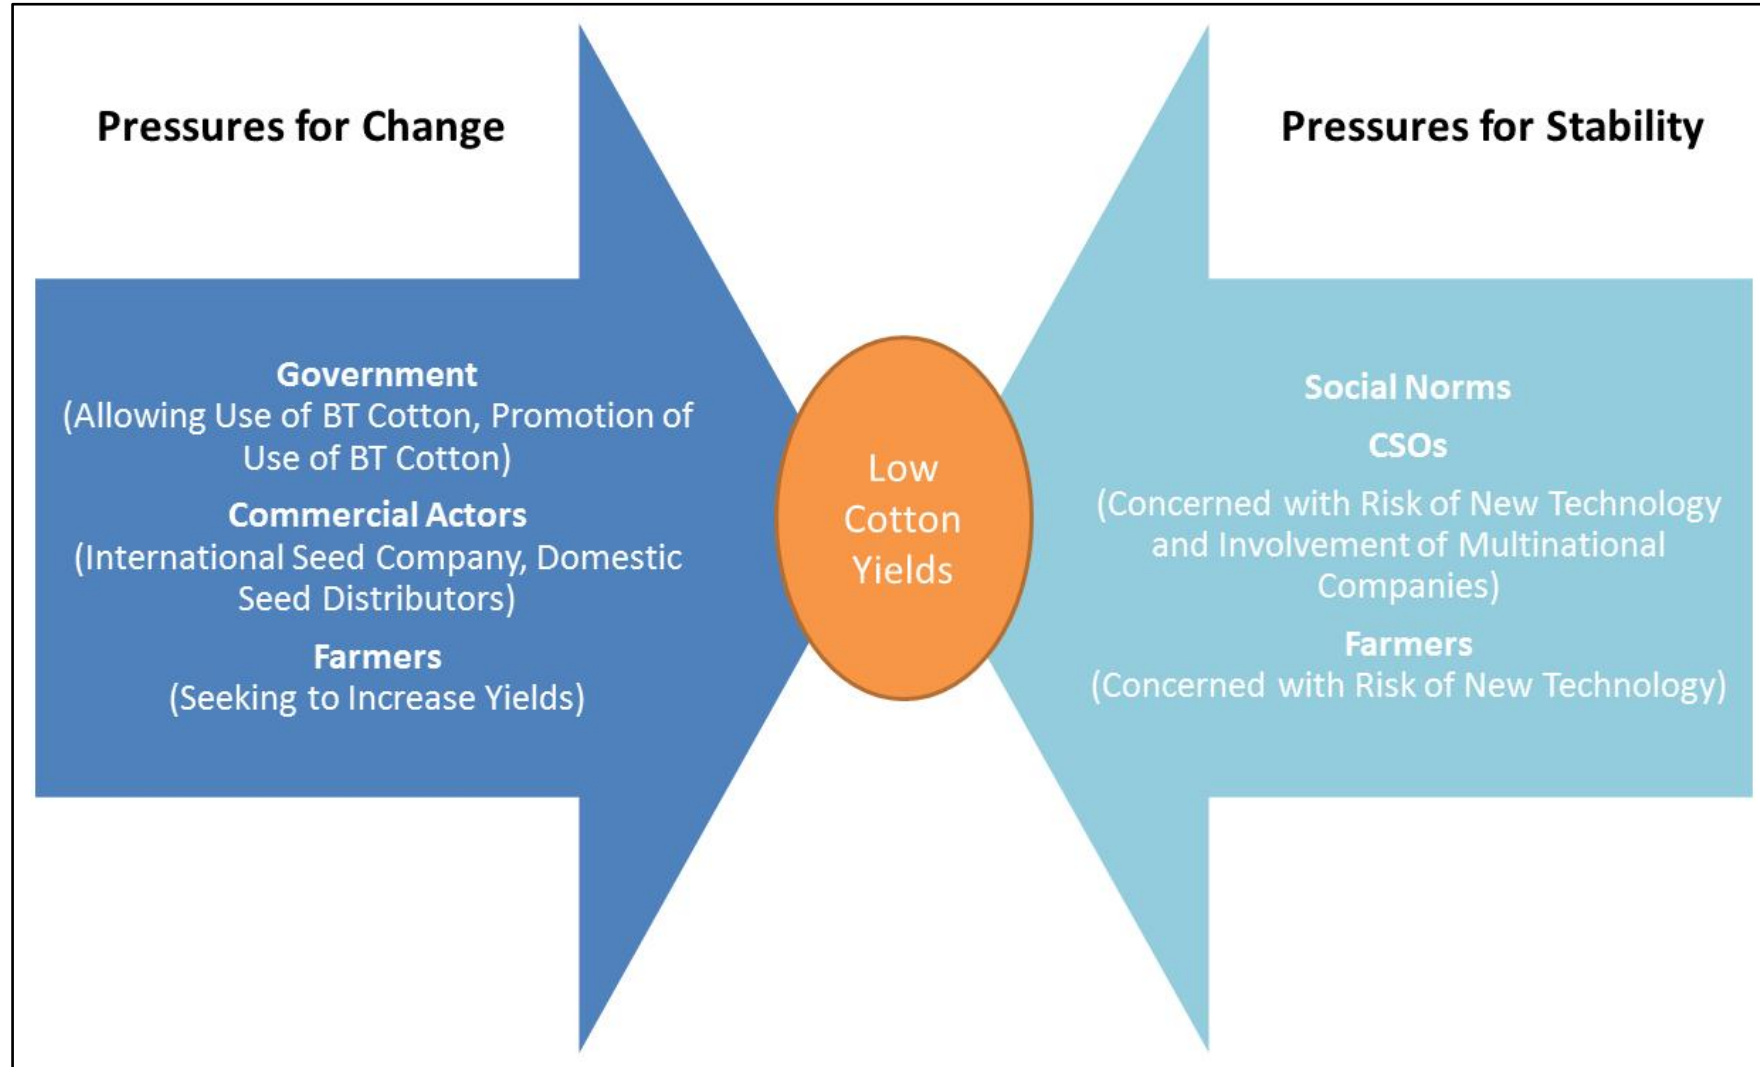 Pressures for Change
Pressures for Stability
Government
(Allowing Use of BT Cotton, Promotion of
Use of BT Cotton)
Commercial Actors
(International Seed Company, Domestic
Seed Distributors)
Farmers
(Seeking to Increase Yields)
Low
Cotton
Yields
Social Norms
CSOs
(Concerned with Risk of New Technology
and Involvement of Multinational
Companies)
Farmers
(Concerned with Risk of New Technology)